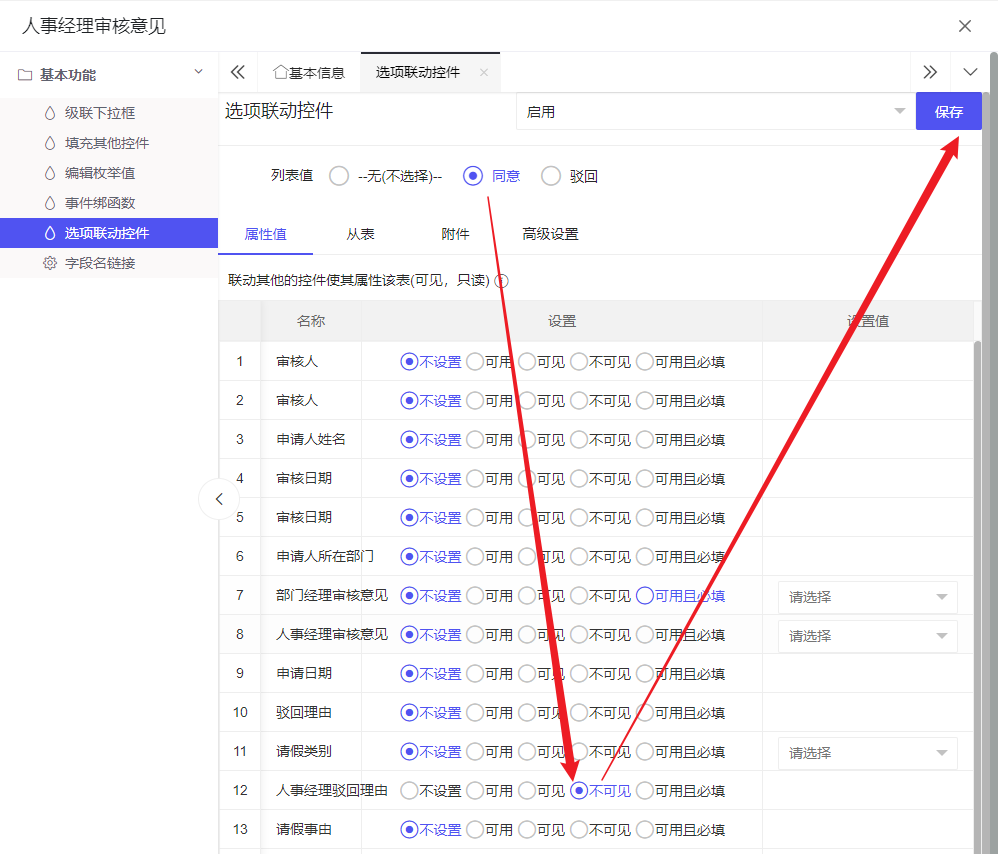 人事经理审核意见
基本功能
级联下拉框
填充其他控件
编辑枚举值
事件绑函数
选项联动控件
字段名链接
基本信息 选项联动控件
选项联动控件 启用 保存
列表值 --无(不选择)-- 同意 驳回
属性值 从表 附件 高级设置
联动其他的控件使其属性该表(可见，只读)
名称 设置 设置值
1 审核人 不设置 可用 可见 不可见 可用且必填
2 审核人 不设置 可用 可见 不可见 可用且必填
3 申请人姓名 不设置 可用 可见 不可见 可用且必填
4 审核日期 不设置 可用 可见 不可见 可用且必填
5 审核日期 不设置 可用 可见 不可见 可用且必填
6 申请人所在部门 不设置 可用 可见 不可见 可用且必填
7 部门经理审核意见 不设置 可用 可见 不可见 可用且必填 请选择
8 人事经理审核意见 不设置 可用 可见 不可见 可用且必填 请选择
9 申请日期 不设置 可用 可见 不可见 可用且必填
10 驳回理由 不设置 可用 可见 不可见 可用且必填
11 请假类别 不设置 可用 可见 不可见 可用且必填 请选择
12 人事经理驳回理由 不设置 可用 可见 不可见 可用且必填
13 请假事由 不设置 可用 可见 不可见 可用且必填